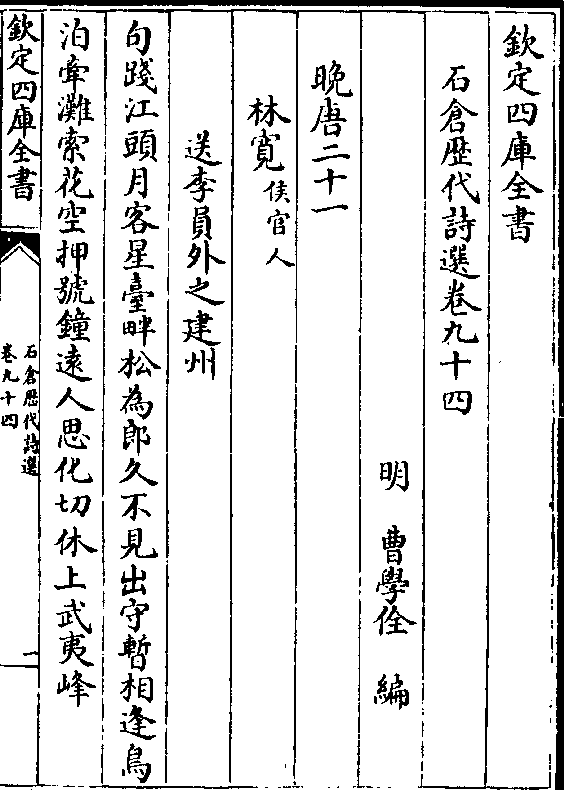 欽定四庫全書
石倉歴代詩選卷九十四
明 曹學佺 編
晚唐二十一
林寛侯官人
送李員外之建州
句踐江頭月客星臺畔松為郎久不見出守暫相逢鳥
泊牽灘索花空押號鐘遠人思化切休上武夷峰
欽定四庫全書
石倉歴代詩選
卷九十四
一